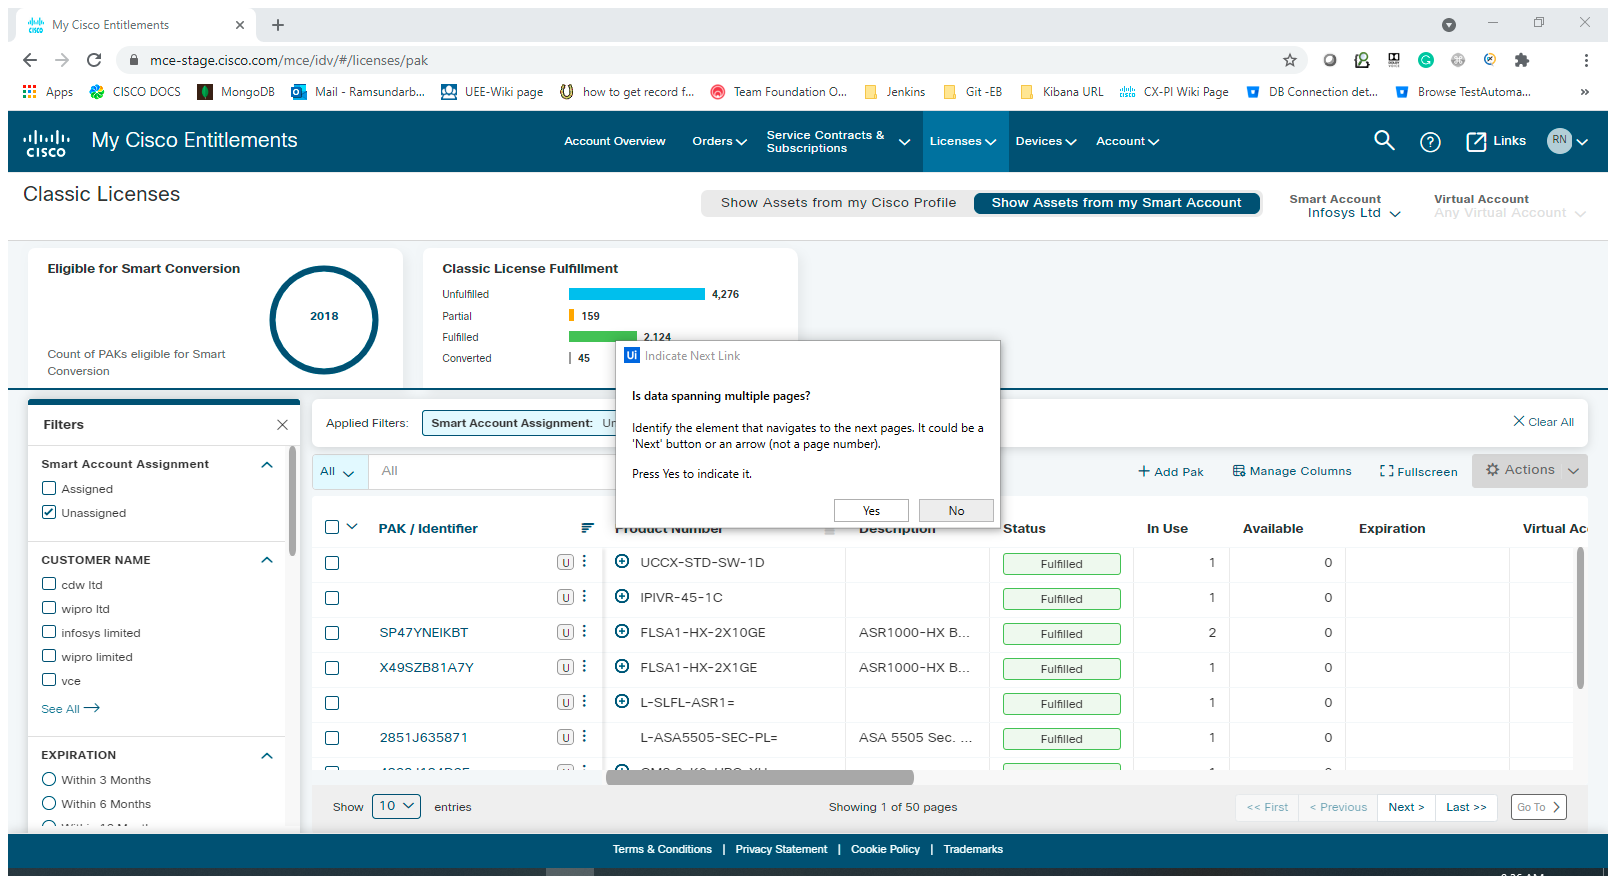 My Cisco Entitlements
mce-stage.cisco.com/mce/idv/#/licenses/pak
Apps CISCO DOCS MongoDB Mail - Ramsundarb... UEE-Wiki page how to get record f... Team Foundation O... Jenkins Git -EB Kibana URL CX-PI Wiki Page DB Connection det... Browse TestAutoma... »
CISCO My Cisco Entitlements Account Overview Orders Service Contracts & Subscriptions Licenses Devices Account Links RN
Classic Licenses
Show Assets from my Cisco Profile Show Assets from my Smart Account
Smart Account Virtual Account
Infosys Ltd Any Virtual Account
Eligible for Smart Conversion
2018
Count of PAKs eligible for Smart
Conversion
Classic License Fulfillment
Unfulfilled 4,276
Partial 159
Fulfilled 2,124
Converted 45
Ui Indicate Next Link
Is data spanning multiple pages?
Identify the element that navigates to the next pages. It could be a
'Next' button or an arrow (not a page number).
Press Yes to indicate it.
Yes No
Filters
Smart Account Assignment
Assigned
Unassigned
CUSTOMER NAME
cdw ltd
wipro ltd
infosys limited
wipro limited
vce
See All
EXPIRATION
Within 3 Months
Within 6 Months
Applied Filters: Smart Account Assignment: Un
Clear All
All All
Add Pak Manage Columns Fullscreen Actions
PAK / Identifier Product Number Description Status In Use Available Expiration Virtual Acc
U UCCX-STD-SW-1D Fulfilled 1 0
U IPIVR-45-1C Fulfilled 1 0
SP47YNEIKBT U FLSA1-HX-2X10GE ASR1000-HX B... Fulfilled 2 0
X49SZB81A7Y U FLSA1-HX-2X1GE ASR1000-HX B... Fulfilled 1 0
U L-SLFL-ASR1= Fulfilled 1 0
2851J635871 U L-ASA5505-SEC-PL= ASA 5505 Sec. ... Fulfilled 1 0
Show 10 entries Showing 1 of 50 pages << First < Previous Next > Last >> Go To
Terms & Conditions | Privacy Statement | Cookie Policy | Trademarks